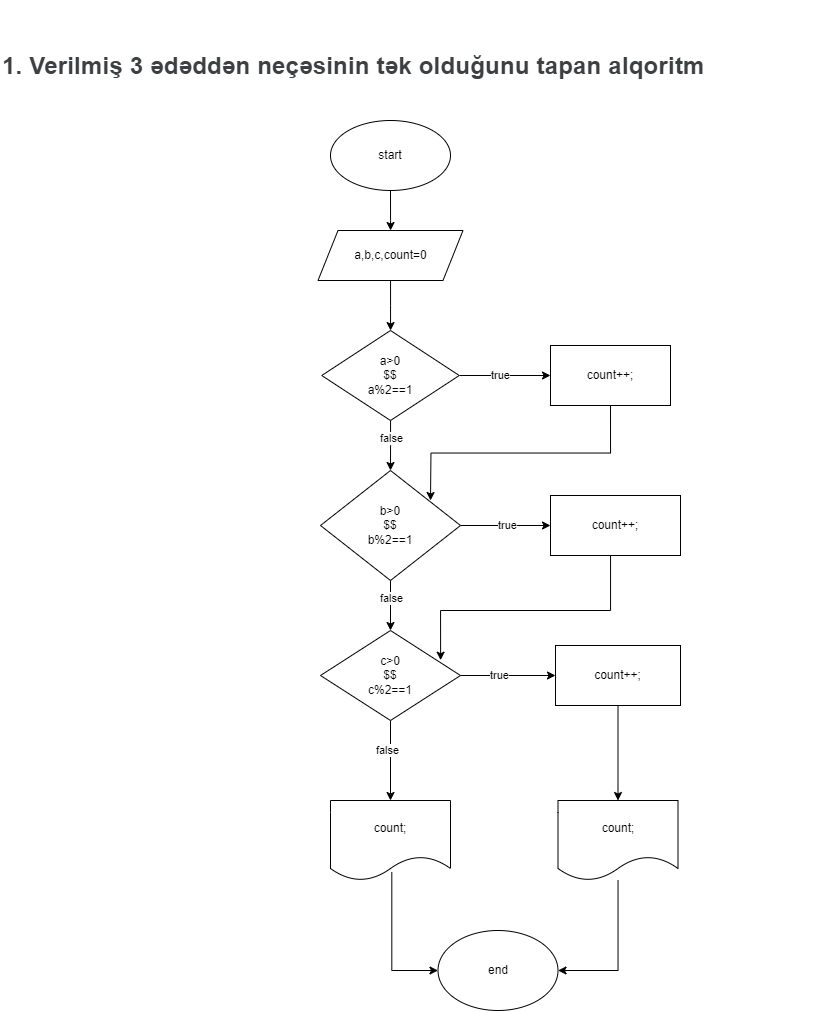 1. Verilmiş 3 ədəddən neçəsinin tək olduğunu tapan alqoritm
start
a,b,c,count=0
a>0
$$
a%2==1
true
count++;
false
b>0
$$
b%2==1
true
count++;
false
c>0
$$
c%2==1
true
count++;
false
count;
count;
end